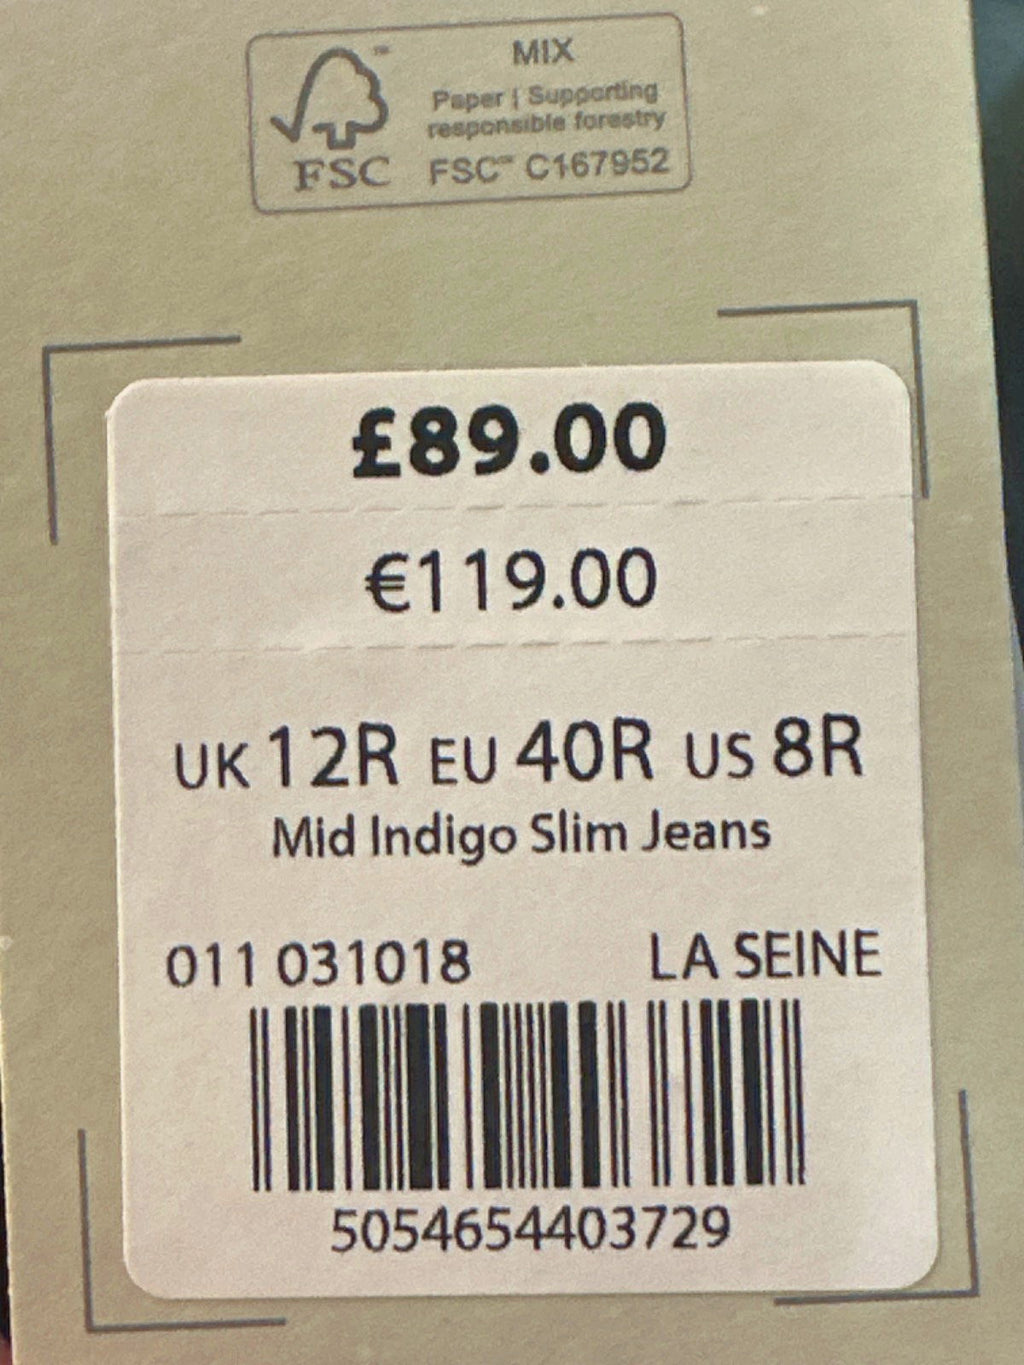 MIX
Paper | Supporting
responsible forestry
FSC™ C167952
FSC
£89.00
€119.00
UK 12R EU 40R US 8R
Mid Indigo Slim Jeans
011 031018 LA SEINE
5054654403729